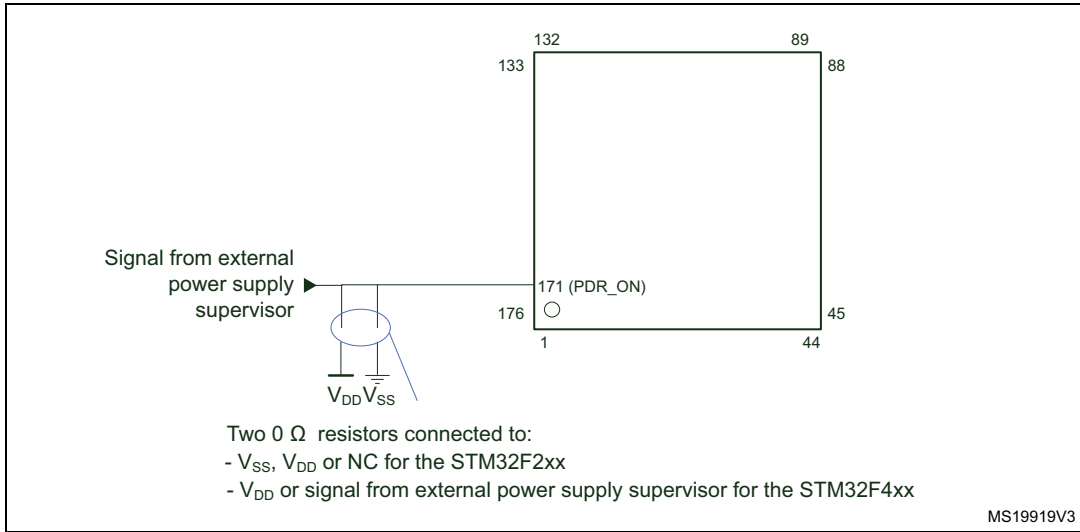 132 89
133 88
Signal from external
power supply
supervisor
171 (PDR_ON)
176 45
1 44
VDD VSS
Two 0 Ω resistors connected to:
- VSS, VDD or NC for the STM32F2xx
- VDD or signal from external power supply supervisor for the STM32F4xx
MS19919V3